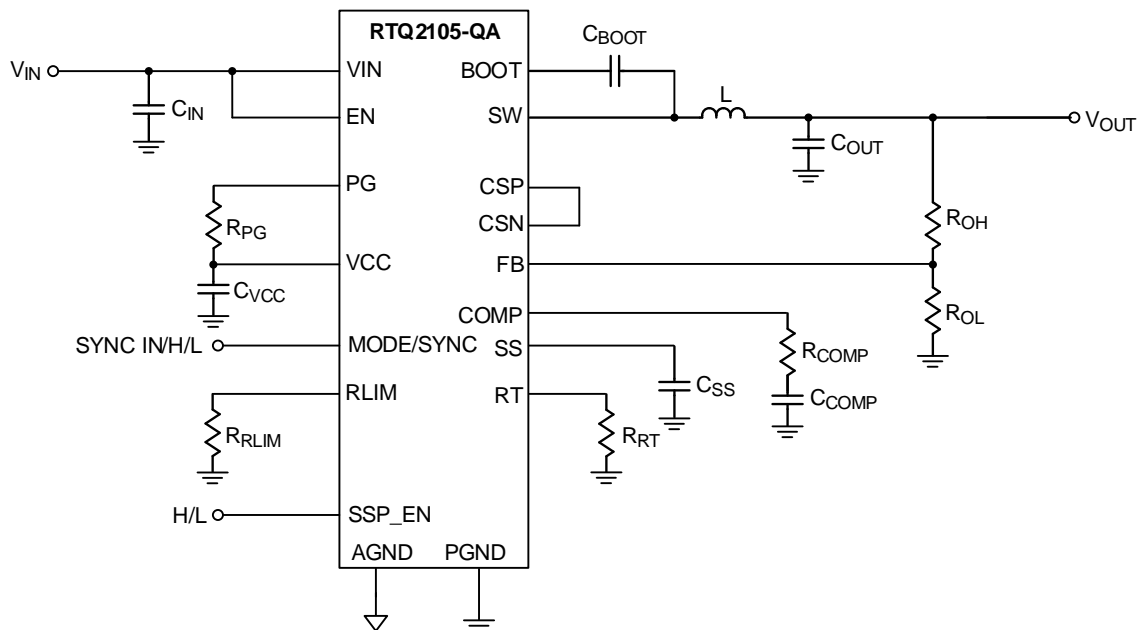 RTQ2105-QA
CBOOT
VIN
VIN
BOOT
L
CIN
EN
SW
VOUT
COUT
PG
CSP
RPG
CSN
ROH
VCC
FB
CVCC
ROL
COMP
SYNC IN/H/L
MODE/SYNC
SS
RCOMP
RLIM
RT
CSS
CCOMP
RRLIM
RRT
H/L
SSP_EN
AGND
PGND